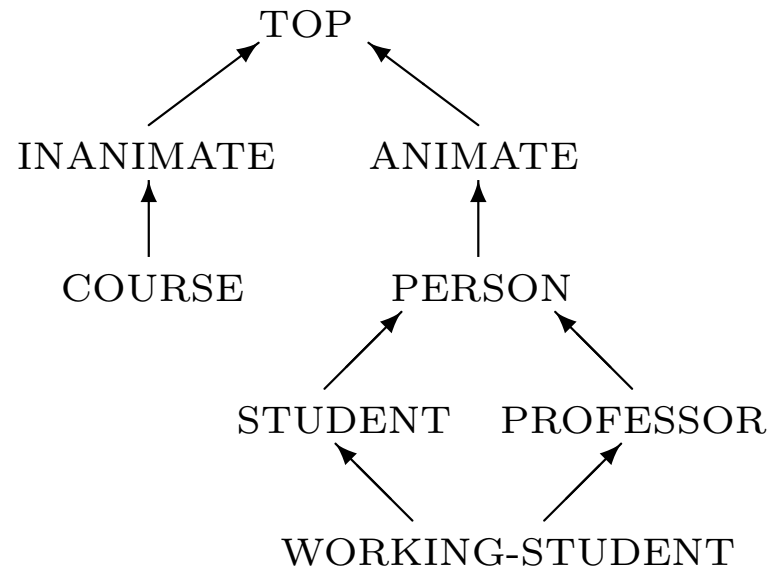 TOP
INANIMATE ANIMATE
COURSE PERSON
STUDENT PROFESSOR
WORKING-STUDENT